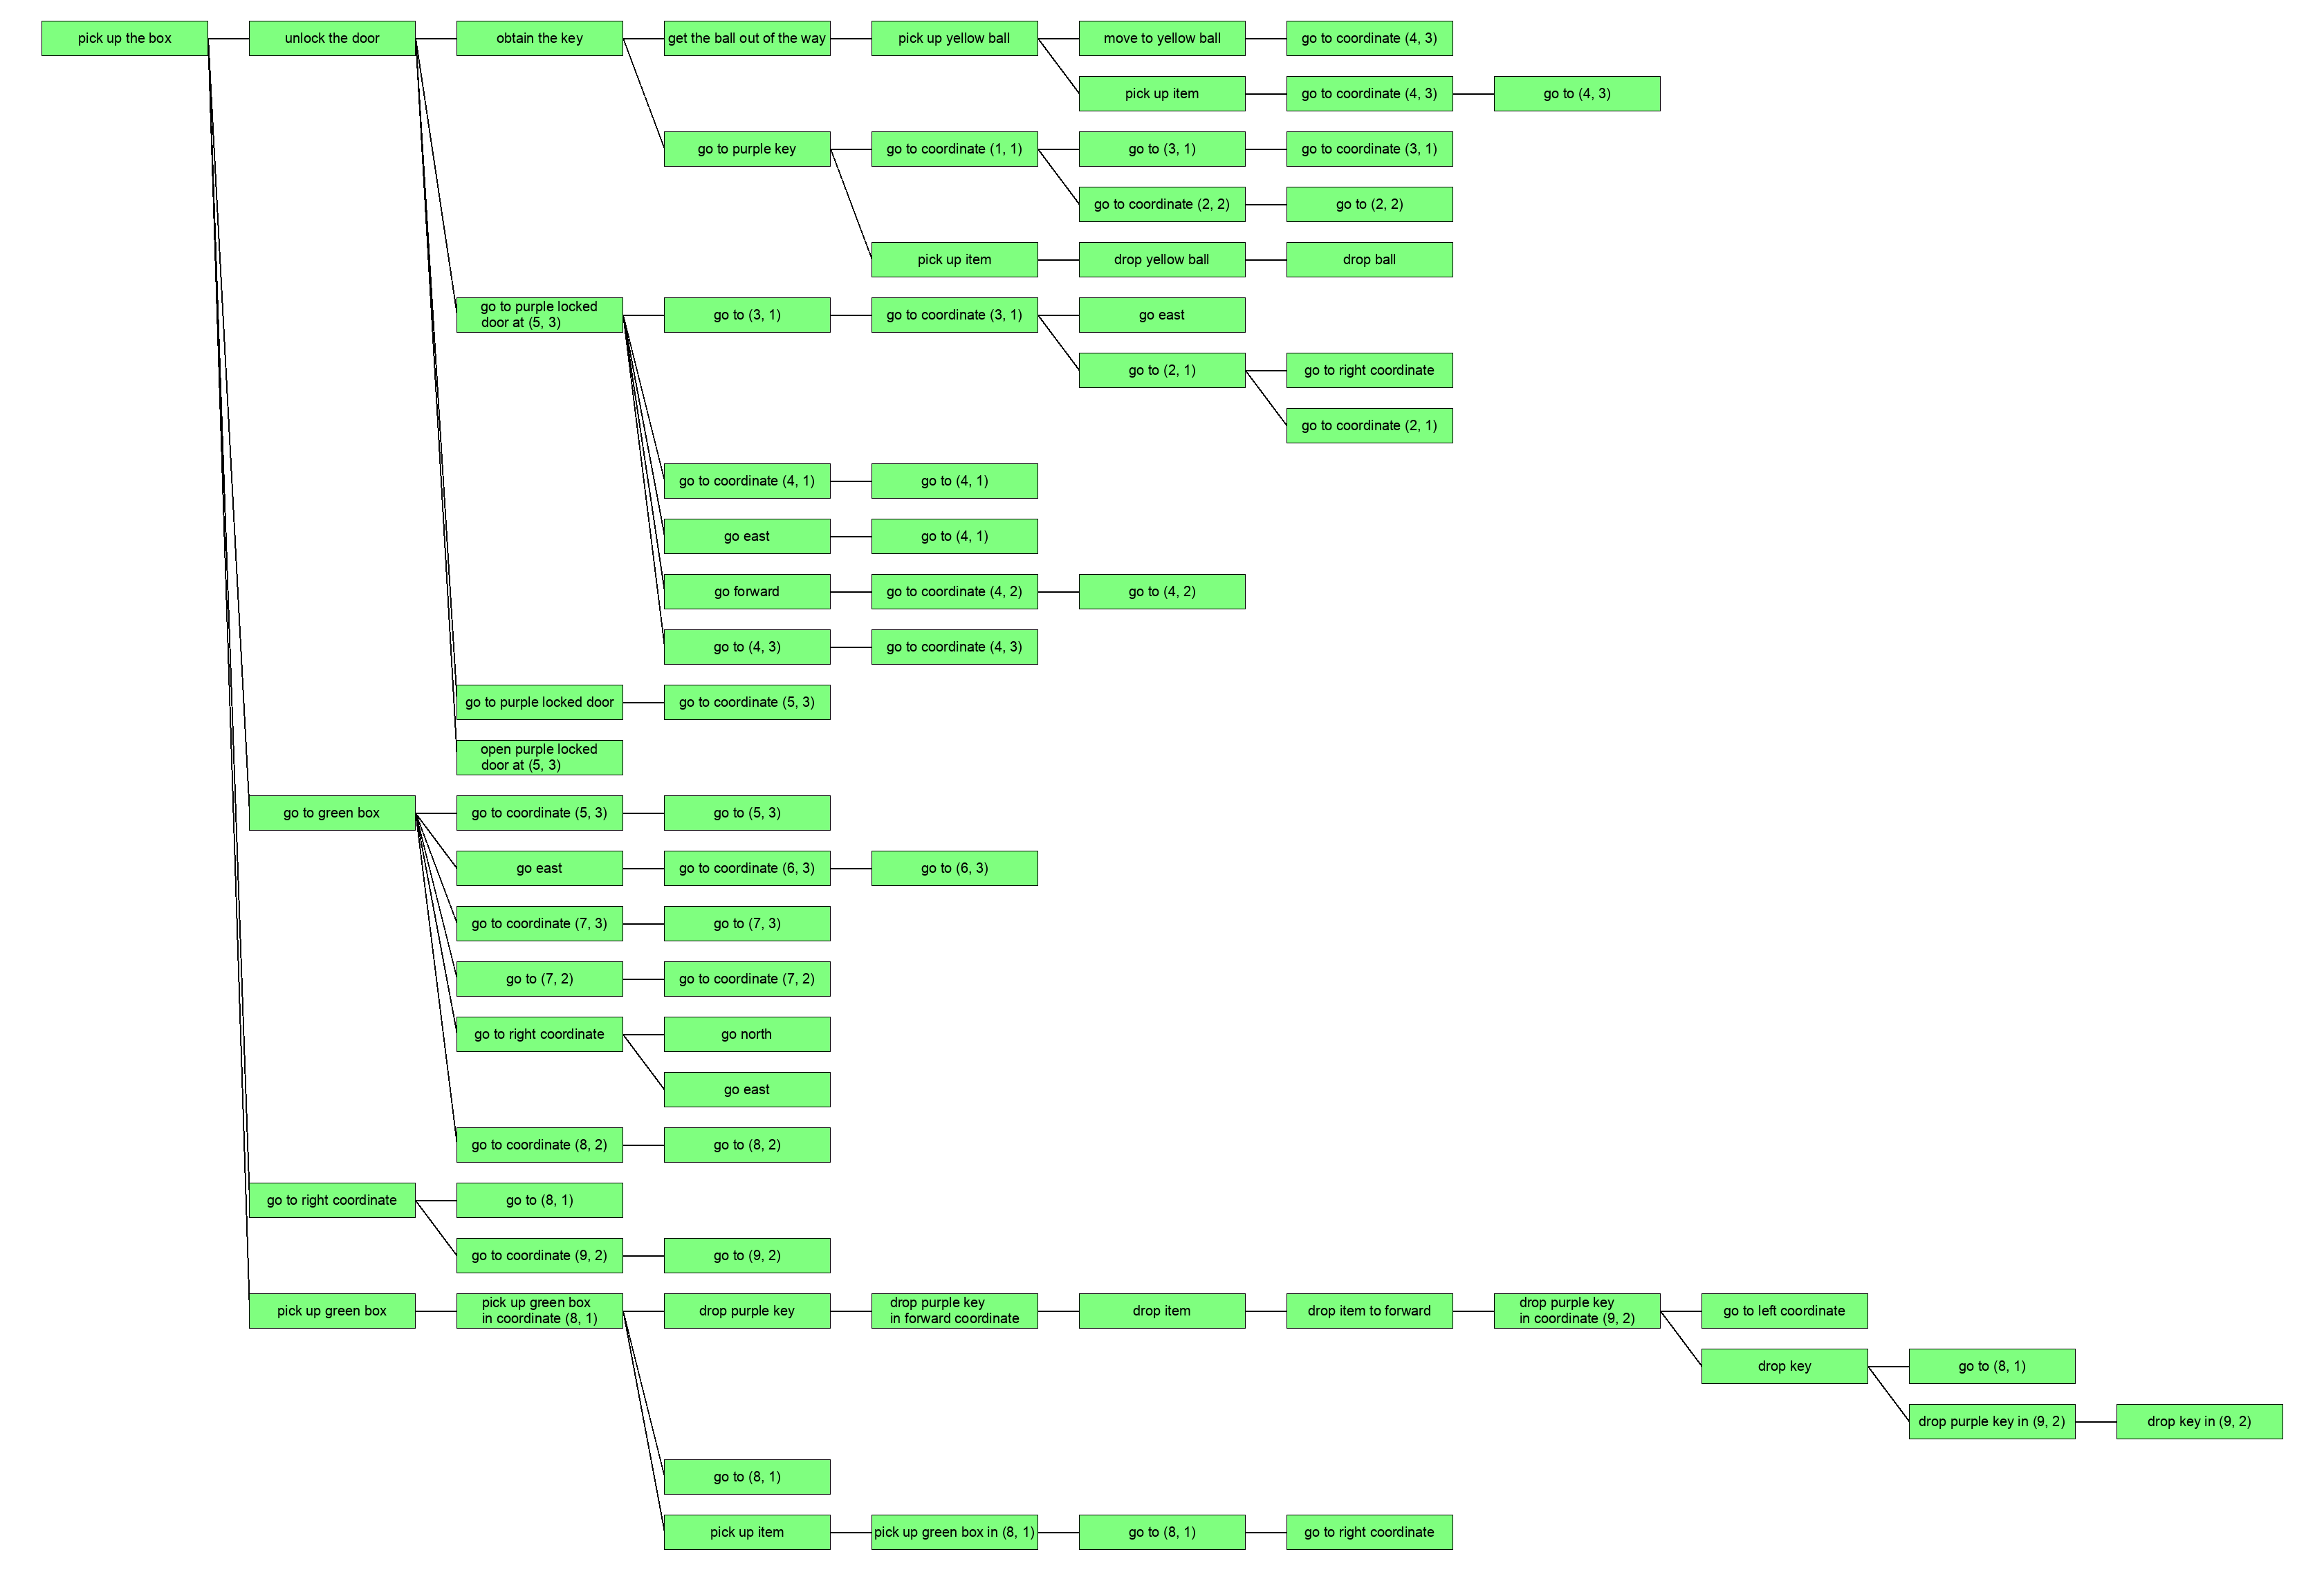 pick up the box
unlock the door
obtain the key
get the ball out of the way
pick up yellow ball
move to yellow ball
go to coordinate (4, 3)
pick up item
go to coordinate (4, 3)
go to (4, 3)
go to purple key
go to coordinate (1, 1)
go to (3, 1)
go to coordinate (3, 1)
go to coordinate (2, 2)
go to (2, 2)
pick up item
drop yellow ball
drop ball
go to purple locked
door at (5, 3)
go to (3, 1)
go to coordinate (3, 1)
go east
go to (2, 1)
go to right coordinate
go to coordinate (2, 1)
go to coordinate (4, 1)
go to (4, 1)
go east
go to (4, 1)
go forward
go to coordinate (4, 2)
go to (4, 2)
go to (4, 3)
go to coordinate (4, 3)
go to purple locked door
go to coordinate (5, 3)
open purple locked
door at (5, 3)
go to green box
go to coordinate (5, 3)
go to (5, 3)
go east
go to coordinate (6, 3)
go to (6, 3)
go to coordinate (7, 3)
go to (7, 3)
go to (7, 2)
go to coordinate (7, 2)
go to right coordinate
go north
go east
go to coordinate (8, 2)
go to (8, 2)
go to right coordinate
go to (8, 1)
go to coordinate (9, 2)
go to (9, 2)
pick up green box
pick up green box
in coordinate (8, 1)
drop purple key
drop purple key
in forward coordinate
drop item
drop item to forward
drop purple key
in coordinate (9, 2)
go to left coordinate
drop key
go to (8, 1)
drop purple key in (9, 2)
drop key in (9, 2)
go to (8, 1)
pick up item
pick up green box in (8, 1)
go to (8, 1)
go to right coordinate